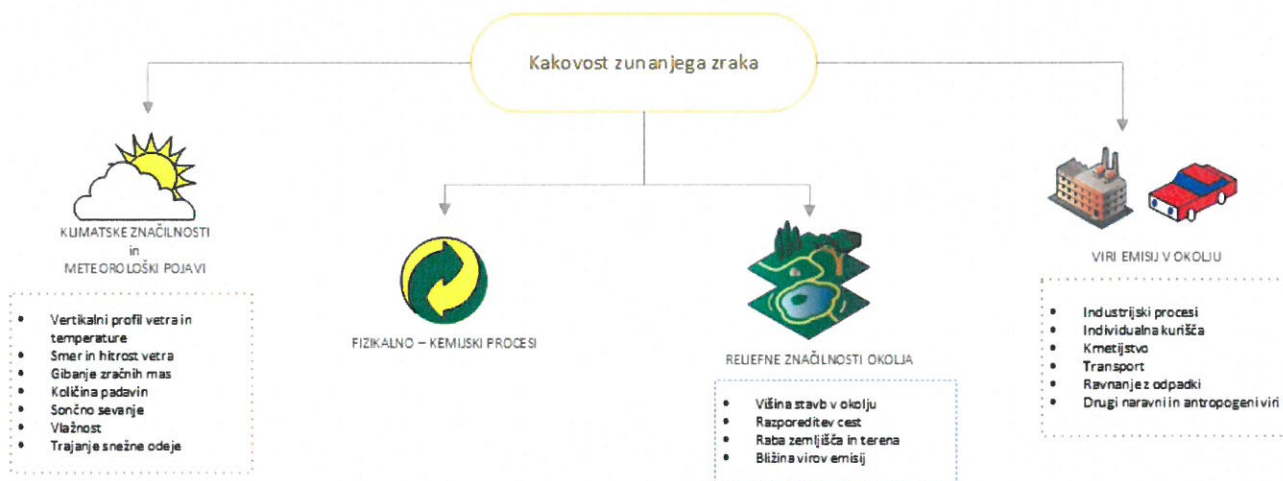 Kakovost zunanjega zraka
KLIMATSKE ZNAČILNOSTI
in
METEOROLOŠKI POJAVI
• Vertikalni profil vetra in
temperature
• Smer in hitrost vetra
• Gibanje zračnih mas
• Količina padavin
• Sončno sevanje
• Vlažnost
• Trajanje snežne odeje
FIZIKALNO – KEMIJSKI PROCESI
RELIEFNE ZNAČILNOSTI OKOLJA
• Višina stavb v okolju
• Razporeditev cest
• Raba zemljišča in terena
• Bližina virov emisij
VIRI EMISIJ V OKOLJU
• Industrijski procesi
• Individualna kurišča
• Kmetijstvo
• Transport
• Ravnanje z odpadki
• Drugi naravni in antropogeni viri